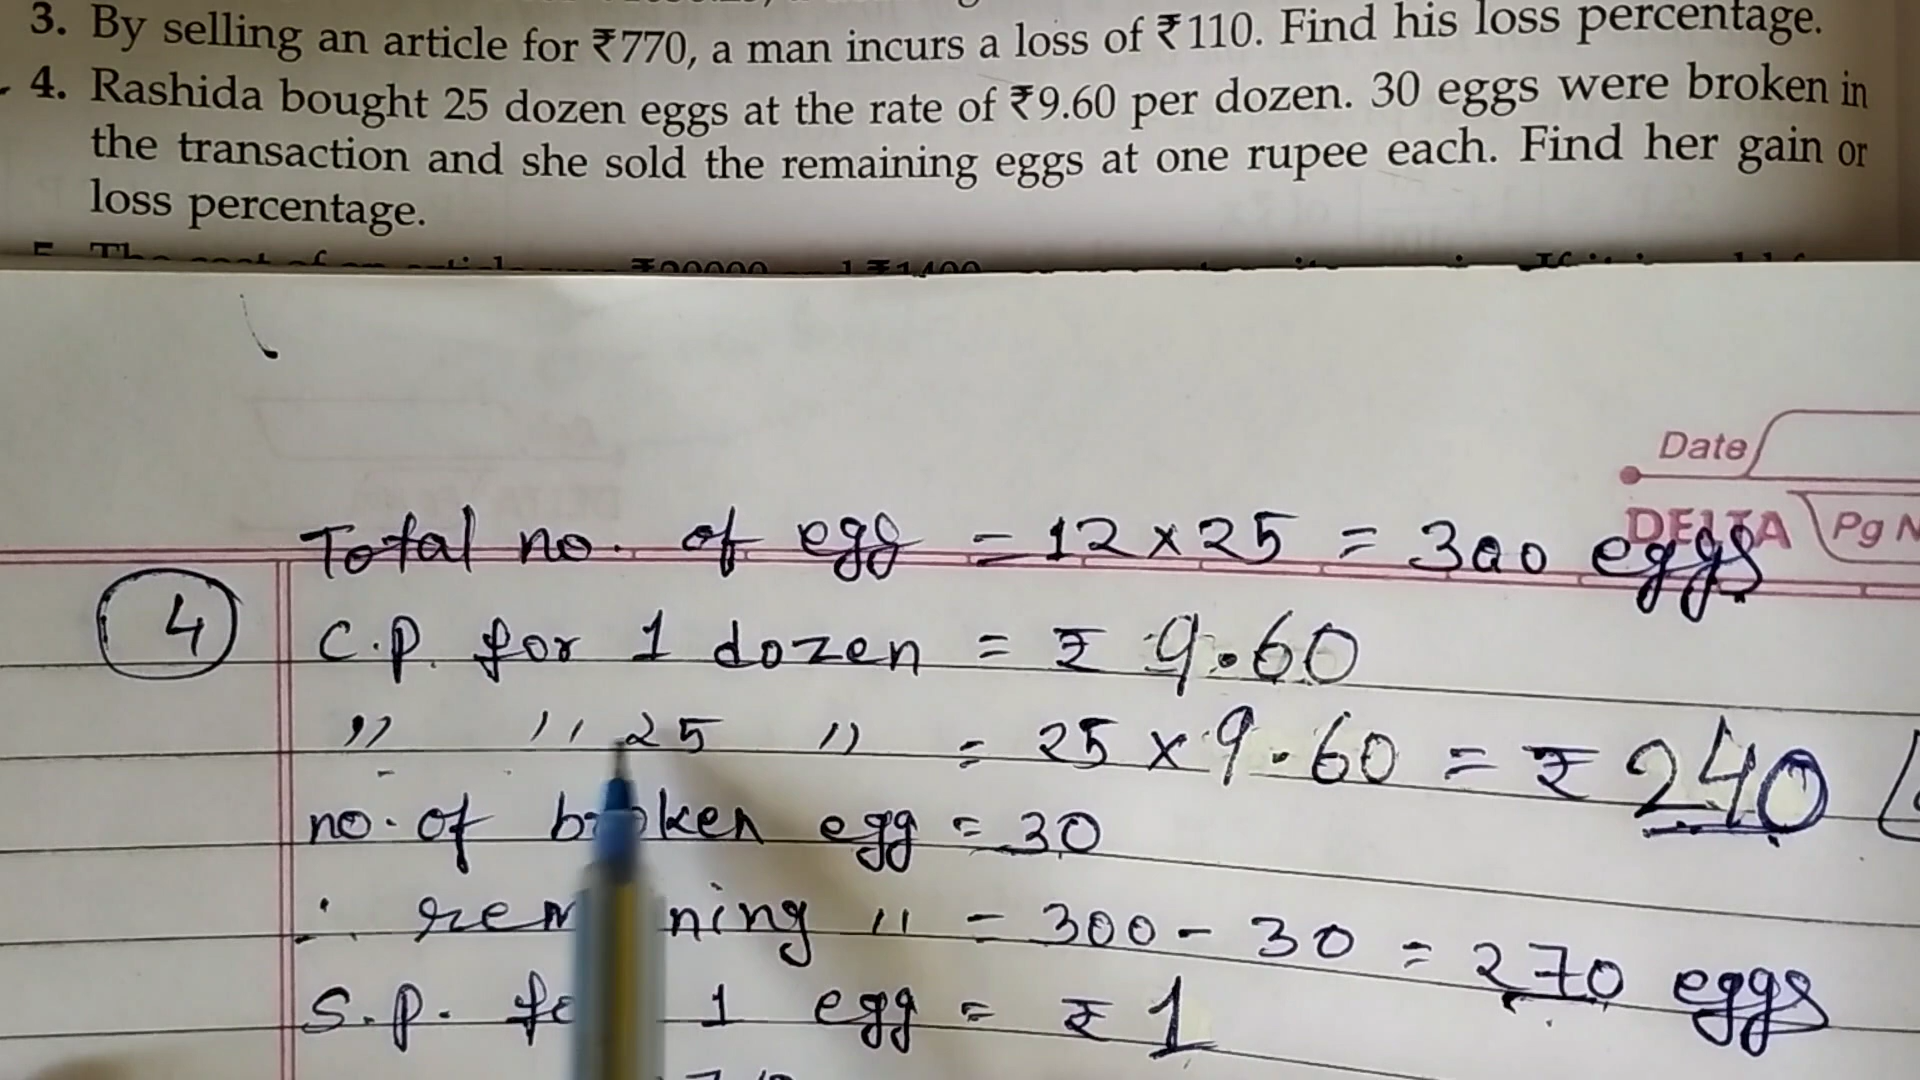 3. By selling an article for ₹770, a man incurs a loss of ₹110. Find his loss percentage.
4. Rashida bought 25 dozen eggs at the rate of ₹9.60 per dozen. 30 eggs were broken in
the transaction and she sold the remaining eggs at one rupee each. Find her gain or
loss percentage.
Date
DELTA Pg N
Total no. of egg = 12 × 25 = 300 eggs
4 C.P. for 1 dozen = ₹ 9.60
" " 25 " = 25 × 9.60 = ₹ 240
no. of broken egg = 30
" = 300 - 30 = 270 eggs
S.P. 1 egg = ₹ 1